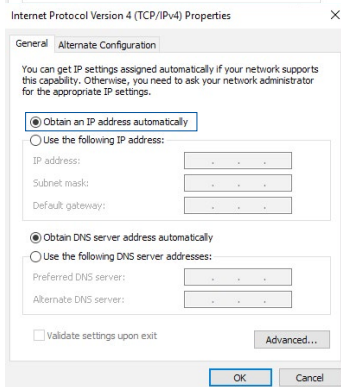 Internet Protocol Version 4 (TCP/IPv4) Properties
General Alternate Configuration
You can get IP settings assigned automatically if your network supports
this capability. Otherwise, you need to ask your network administrator
for the appropriate IP settings.
Obtain an IP address automatically
Use the following IP address:
IP address:
Subnet mask:
Default gateway:
Obtain DNS server address automatically
Use the following DNS server addresses:
Preferred DNS server:
Alternate DNS server:
Validate settings upon exit
Advanced...
OK Cancel